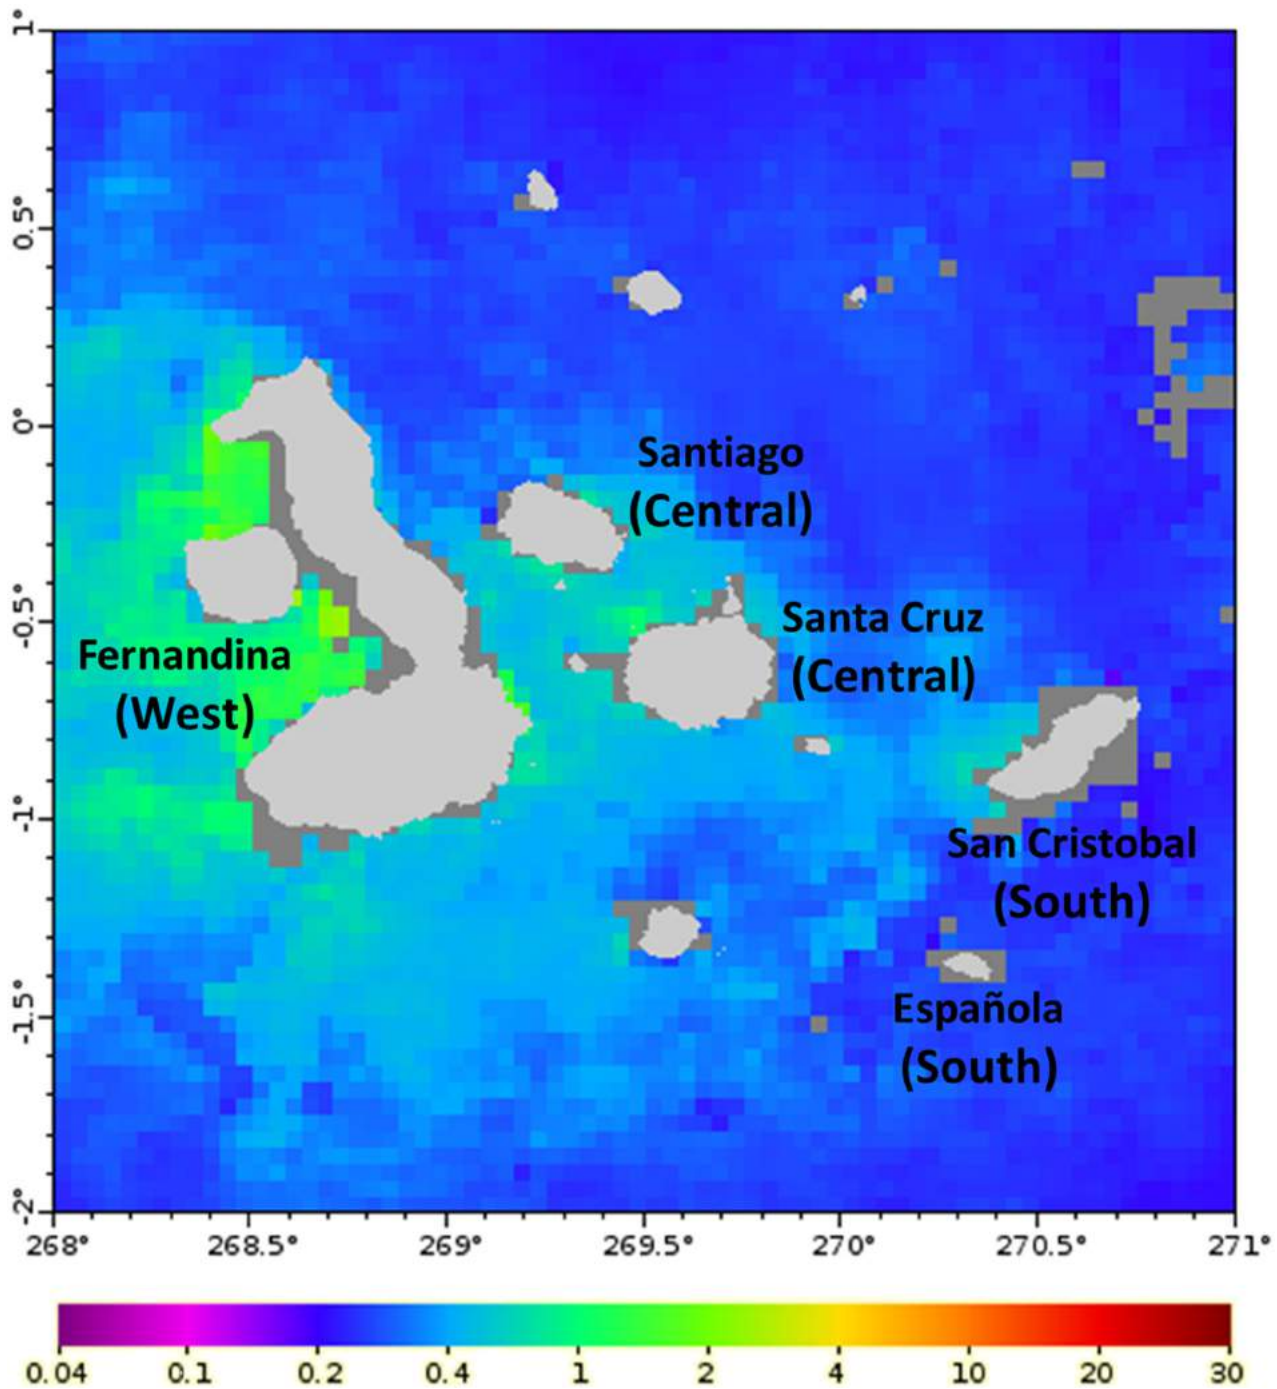 1°
0.5°
0°
-0.5°
-1°
-1.5°
-2°
Santiago
(Central)
Santa Cruz
(Central)
Fernandina
(West)
San Cristobal
(South)
Española
(South)
268° 268.5° 269° 269.5° 270° 270.5° 271°
0.04 0.1 0.2 0.4 1 2 4 10 20 30